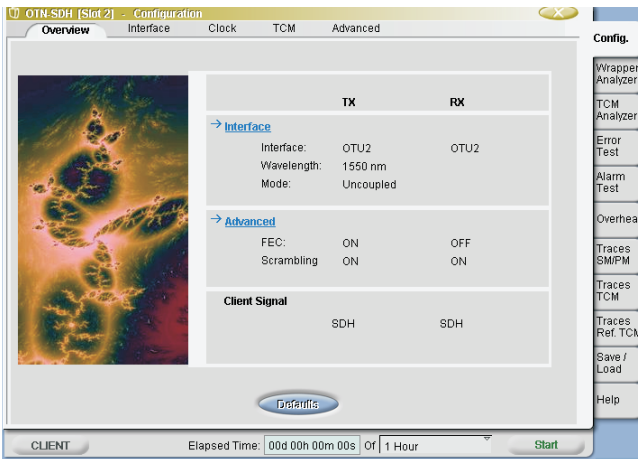 OTN-SDH [Slot 2] - Configuration
Overview Interface Clock TCM Advanced
Config.
Wrapper
Analyzer
TCM
Analyzer
Error
Test
Alarm
Test
Overhea
Traces
SM/PM
Traces
TCM
Traces
Ref. TCM
Save /
Load
Help
TX RX
→ Interface
Interface: OTU2 OTU2
Wavelength: 1550 nm
Mode: Uncoupled
→ Advanced
FEC: ON OFF
Scrambling ON ON
Client Signal
SDH SDH
Defaults
CLIENT Elapsed Time: 00d 00h 00m 00s Of 1 Hour Start